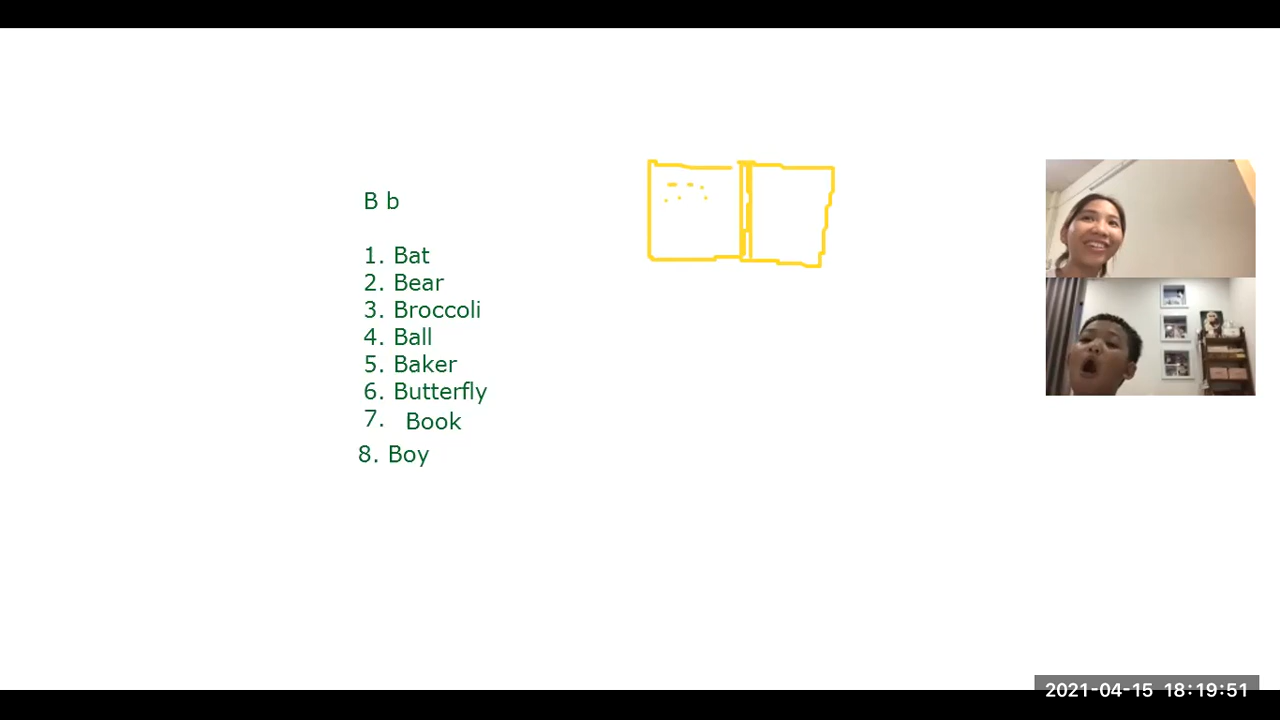 B b
1. Bat
2. Bear
3. Broccoli
4. Ball
5. Baker
6. Butterfly
7. Book
8. Boy
2021-04-15 18:19:51